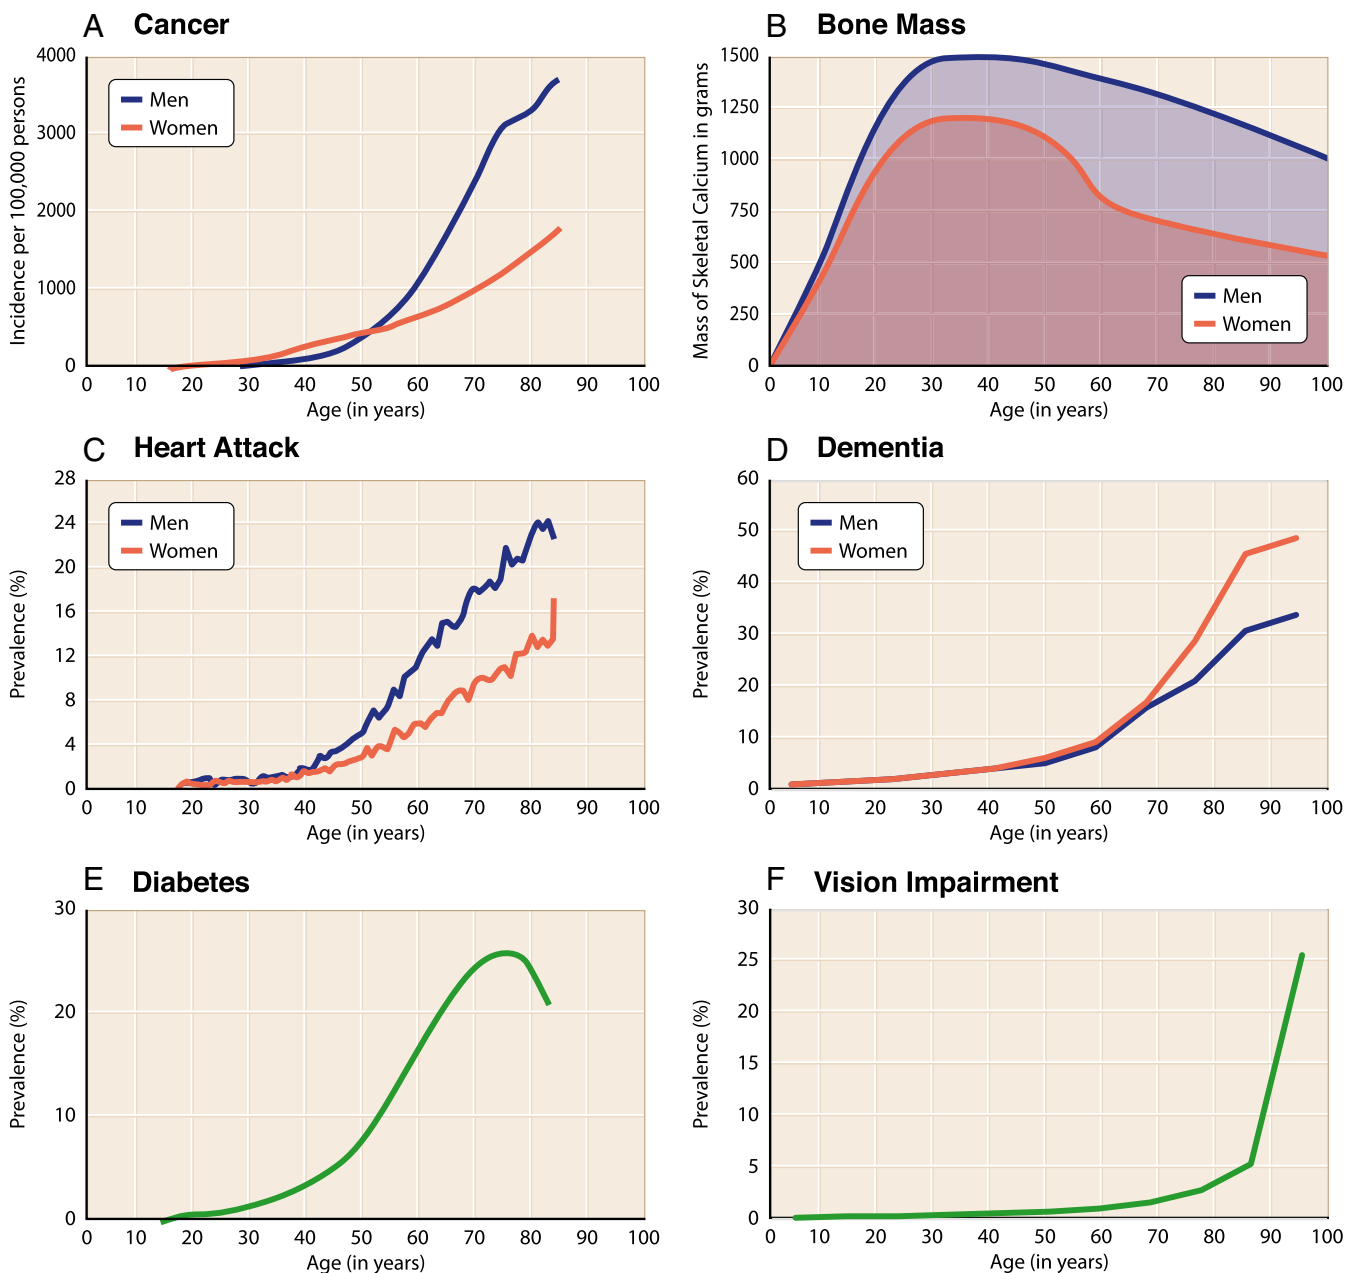 A Cancer
Incidence per 100,000 persons
4000
3000
2000
1000
0
Men
Women
0 10 20 30 40 50 60 70 80 90 100
Age (in years)
B Bone Mass
Mass of Skeletal Calcium in grams
1500
1250
1000
750
500
250
0
Men
Women
0 10 20 30 40 50 60 70 80 90 100
Age (in years)
C Heart Attack
Prevalence (%)
28
24
20
16
12
8
4
0
Men
Women
0 10 20 30 40 50 60 70 80 90 100
Age (in years)
D Dementia
Prevalence (%)
60
50
40
30
20
10
0
Men
Women
0 10 20 30 40 50 60 70 80 90 100
Age (in years)
E Diabetes
Prevalence (%)
30
20
10
0
0 10 20 30 40 50 60 70 80 90 100
Age (in years)
F Vision Impairment
Prevalence (%)
30
25
20
15
10
5
0
0 10 20 30 40 50 60 70 80 90 100
Age (in years)